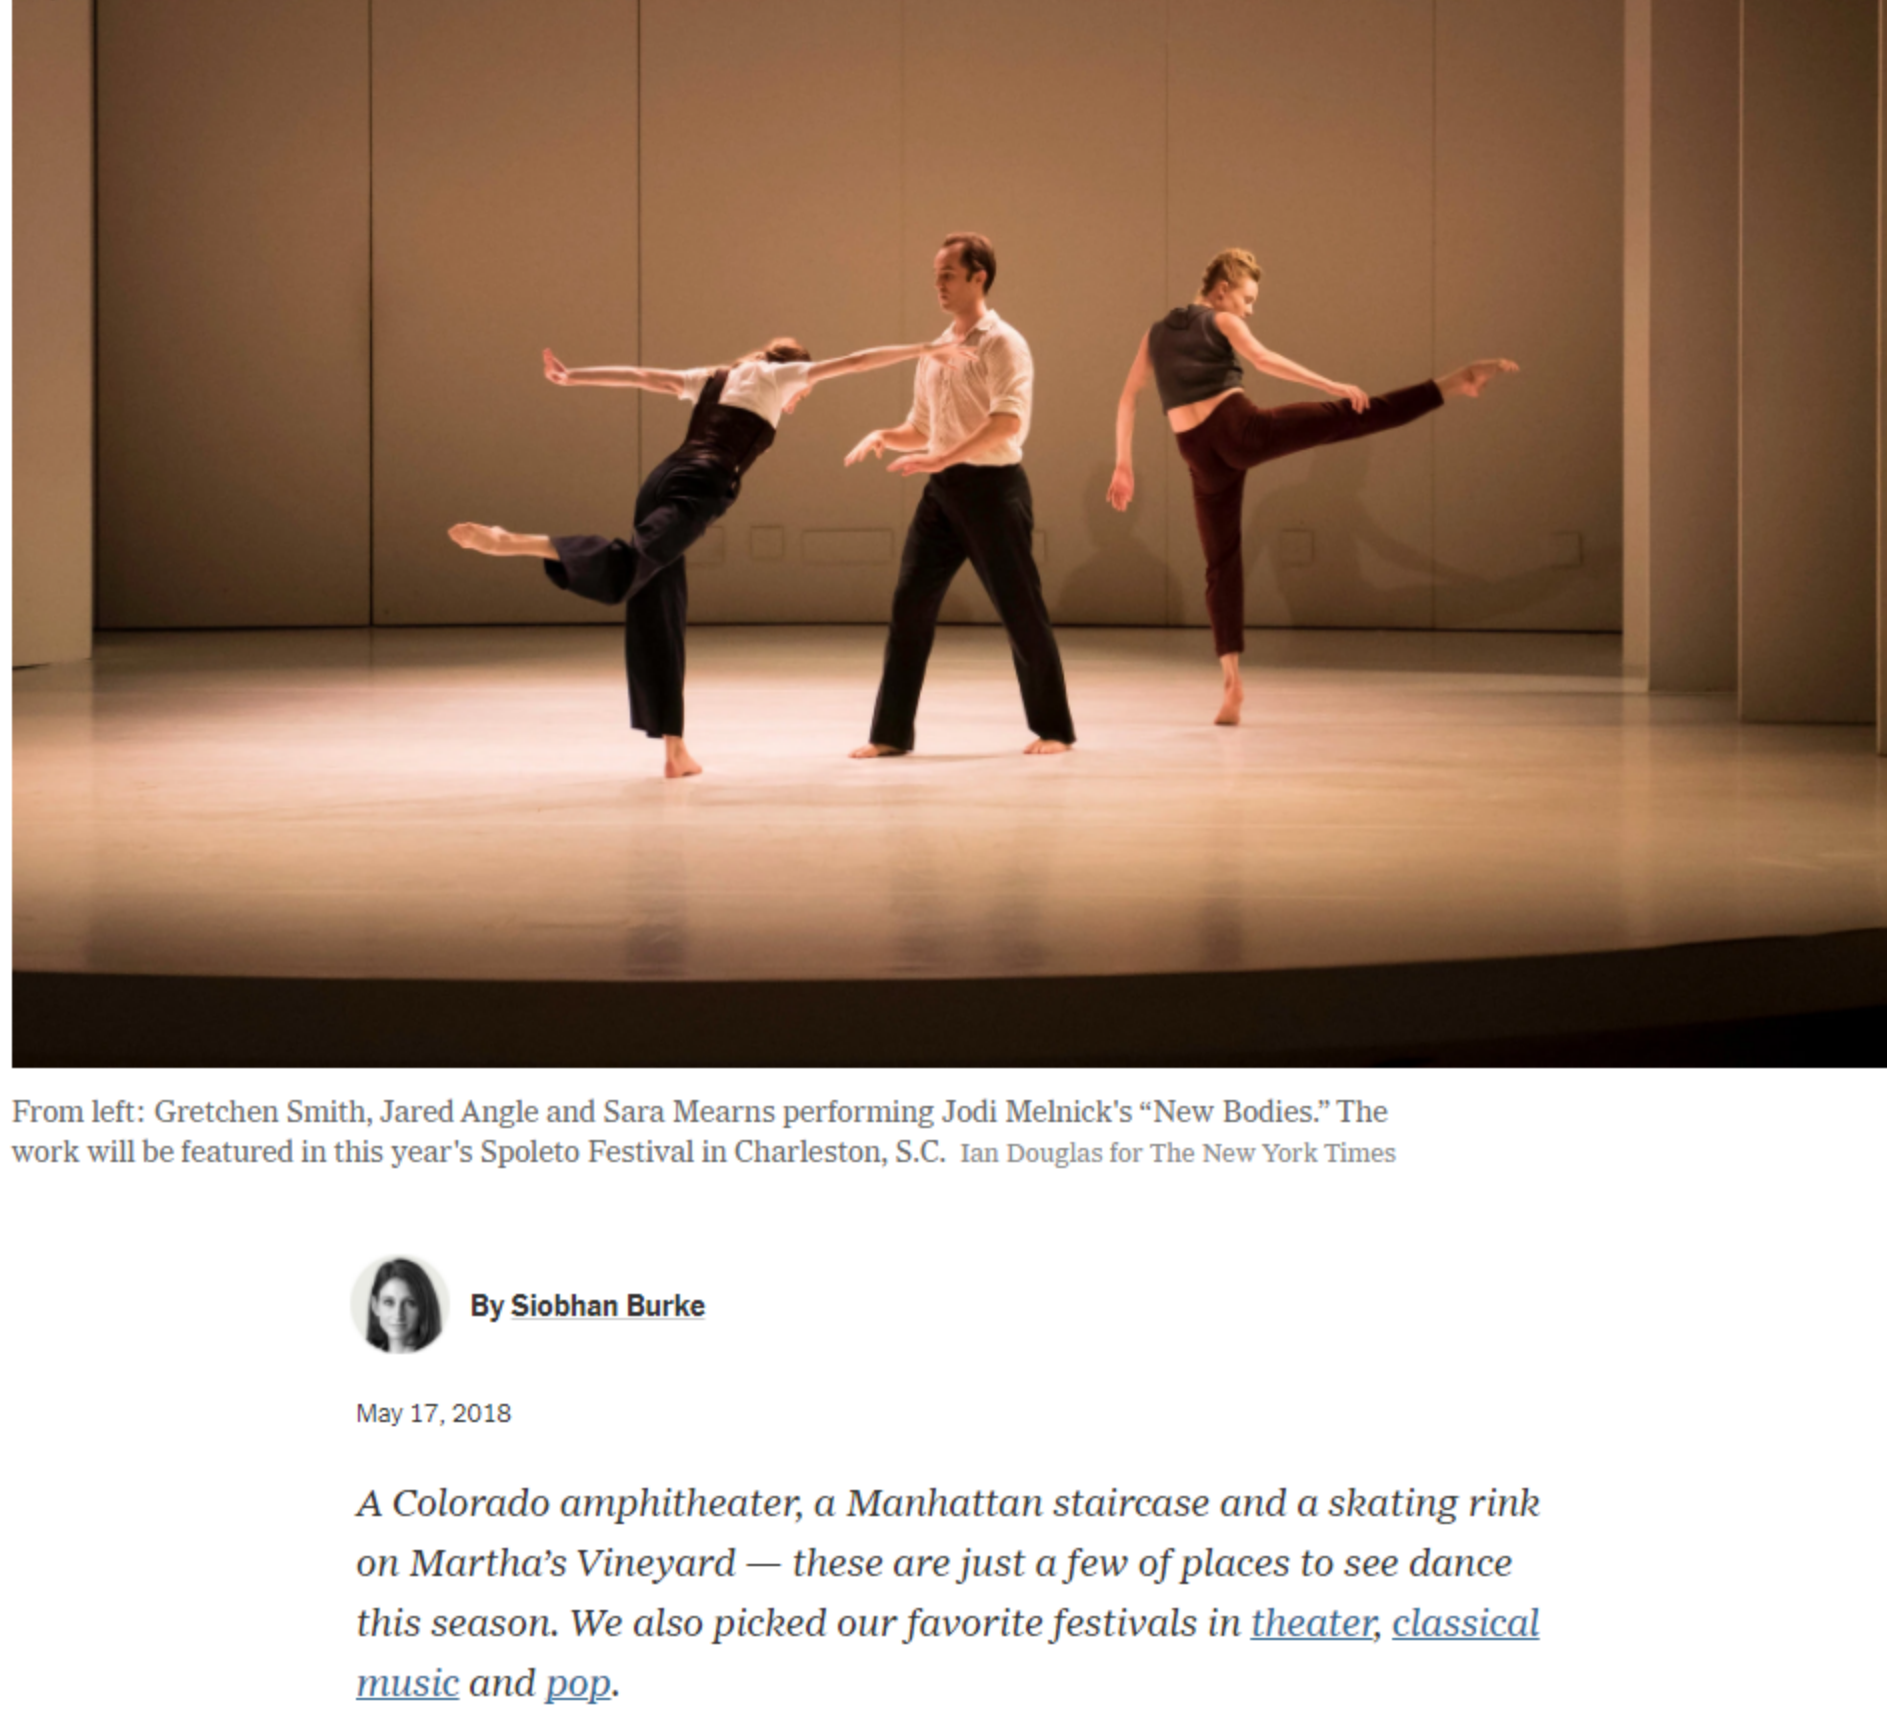 From left: Gretchen Smith, Jared Angle and Sara Mearns performing Jodi Melnick's “New Bodies.” The
work will be featured in this year's Spoleto Festival in Charleston, S.C. Ian Douglas for The New York Times
By Siobhan Burke
May 17, 2018
A Colorado amphitheater, a Manhattan staircase and a skating rink
on Martha’s Vineyard — these are just a few of places to see dance
this season. We also picked our favorite festivals in theater, classical
music and pop.